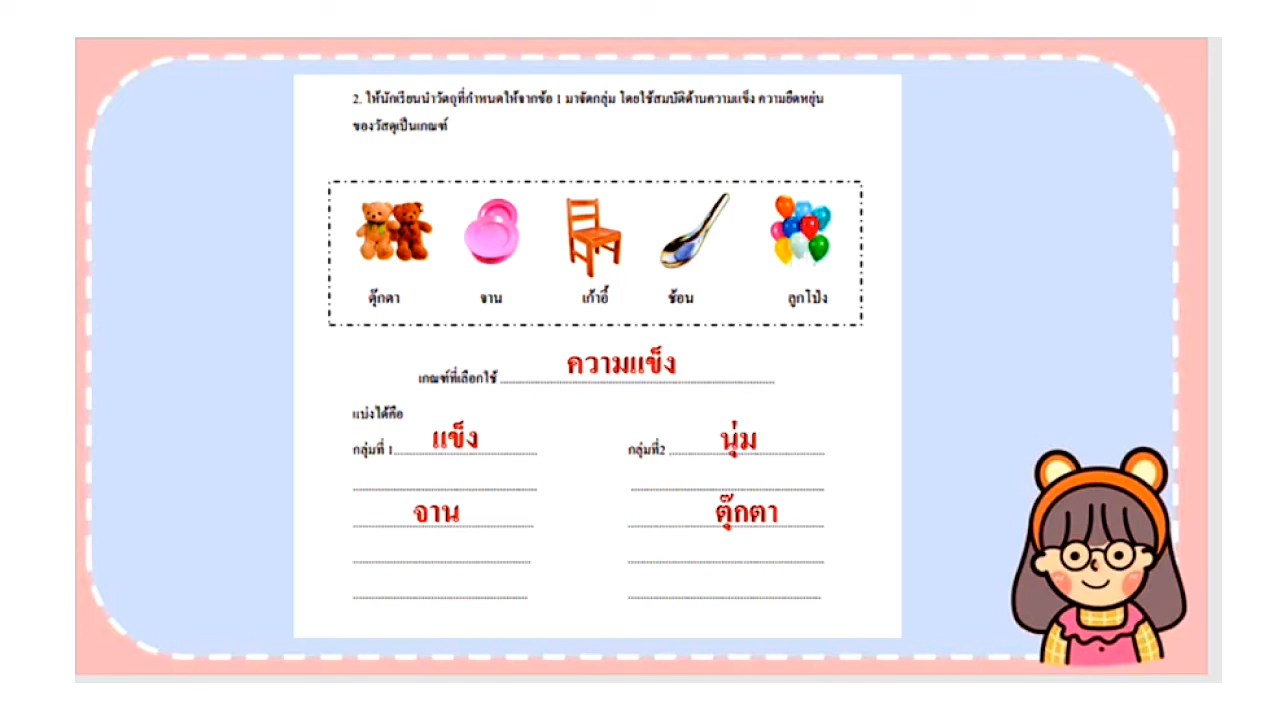 2. ให้นักเรียนนำวัตถุที่กำหนดให้จากข้อ 1 มาจัดกลุ่ม โดยใช้สมบัติด้านความแข็ง ความยืดหยุ่น
ของวัสดุเป็นเกณฑ์
ตุ๊กตา จาน เก้าอี้ ช้อน ลูกโป่ง
เกณฑ์ที่เลือกใช้ ความแข็ง
แบ่งได้คือ
กลุ่มที่ 1 แข็ง กลุ่มที่2 นุ่ม
จาน ตุ๊กตา